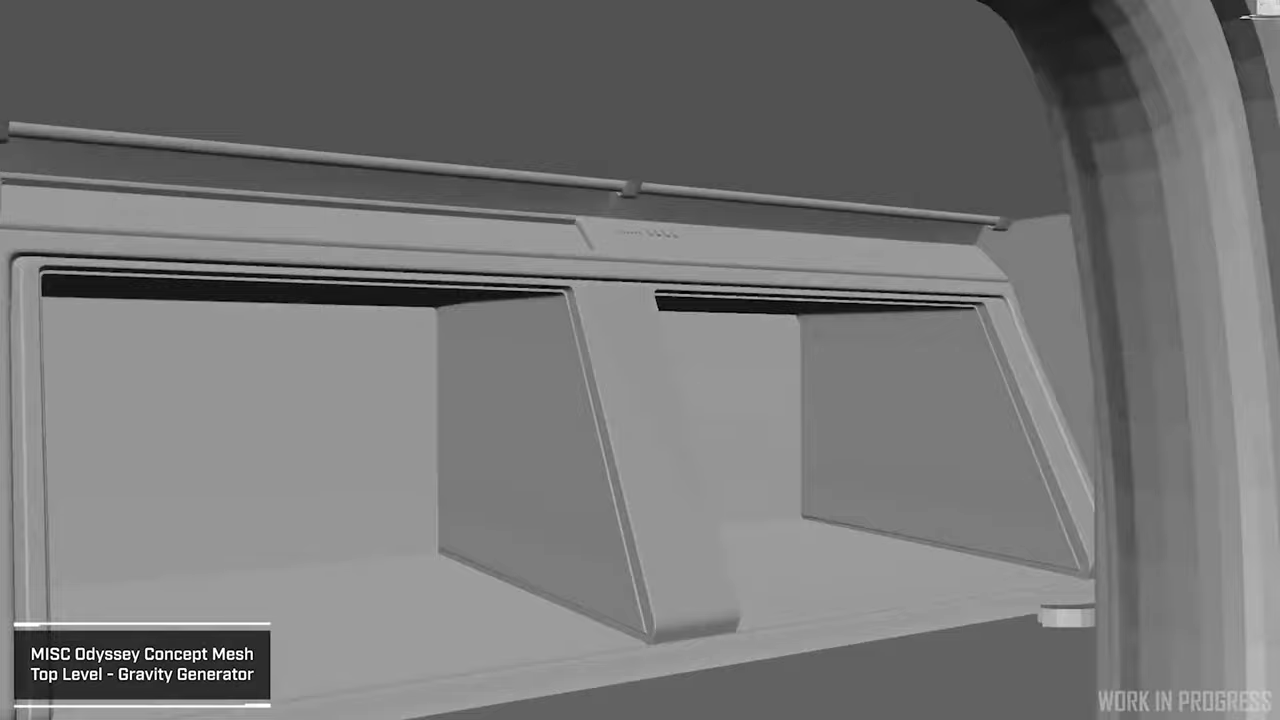 MISC Odyssey Concept Mesh
Top Level - Gravity Generator
WORK IN PROGRESS